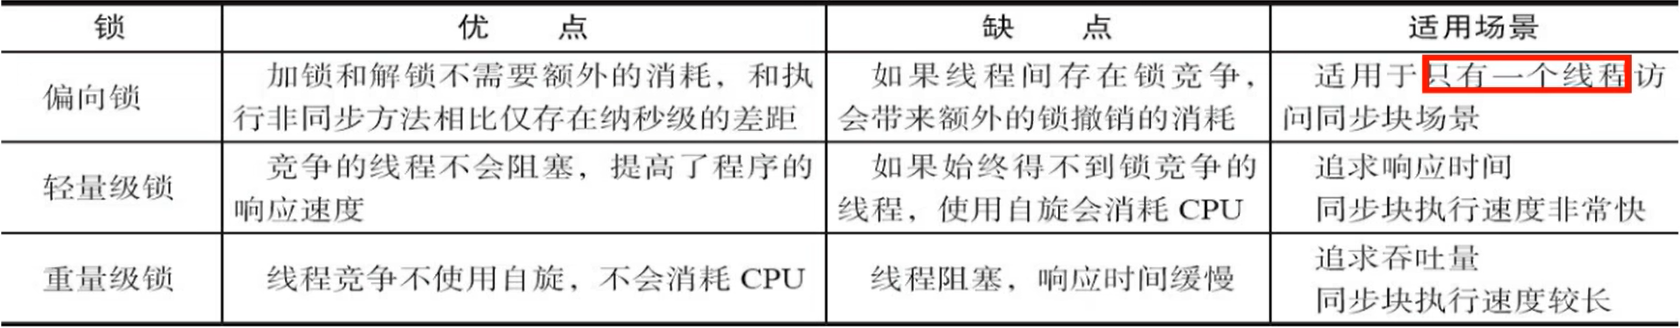 锁 优 点 缺 点 适用场景
偏向锁
加锁和解锁不需要额外的消耗，和执
行非同步方法相比仅存在纳秒级的差距
如果线程间存在锁竞争，
会带来额外的锁撤销的消耗
适用于只有一个线程访
问同步块场景
轻量级锁
竞争的线程不会阻塞，提高了程序的
响应速度
如果始终得不到锁竞争的
线程，使用自旋会消耗 CPU
追求响应时间
同步块执行速度非常快
重量级锁
线程竞争不使用自旋，不会消耗 CPU
线程阻塞，响应时间缓慢
追求吞吐量
同步块执行速度较长